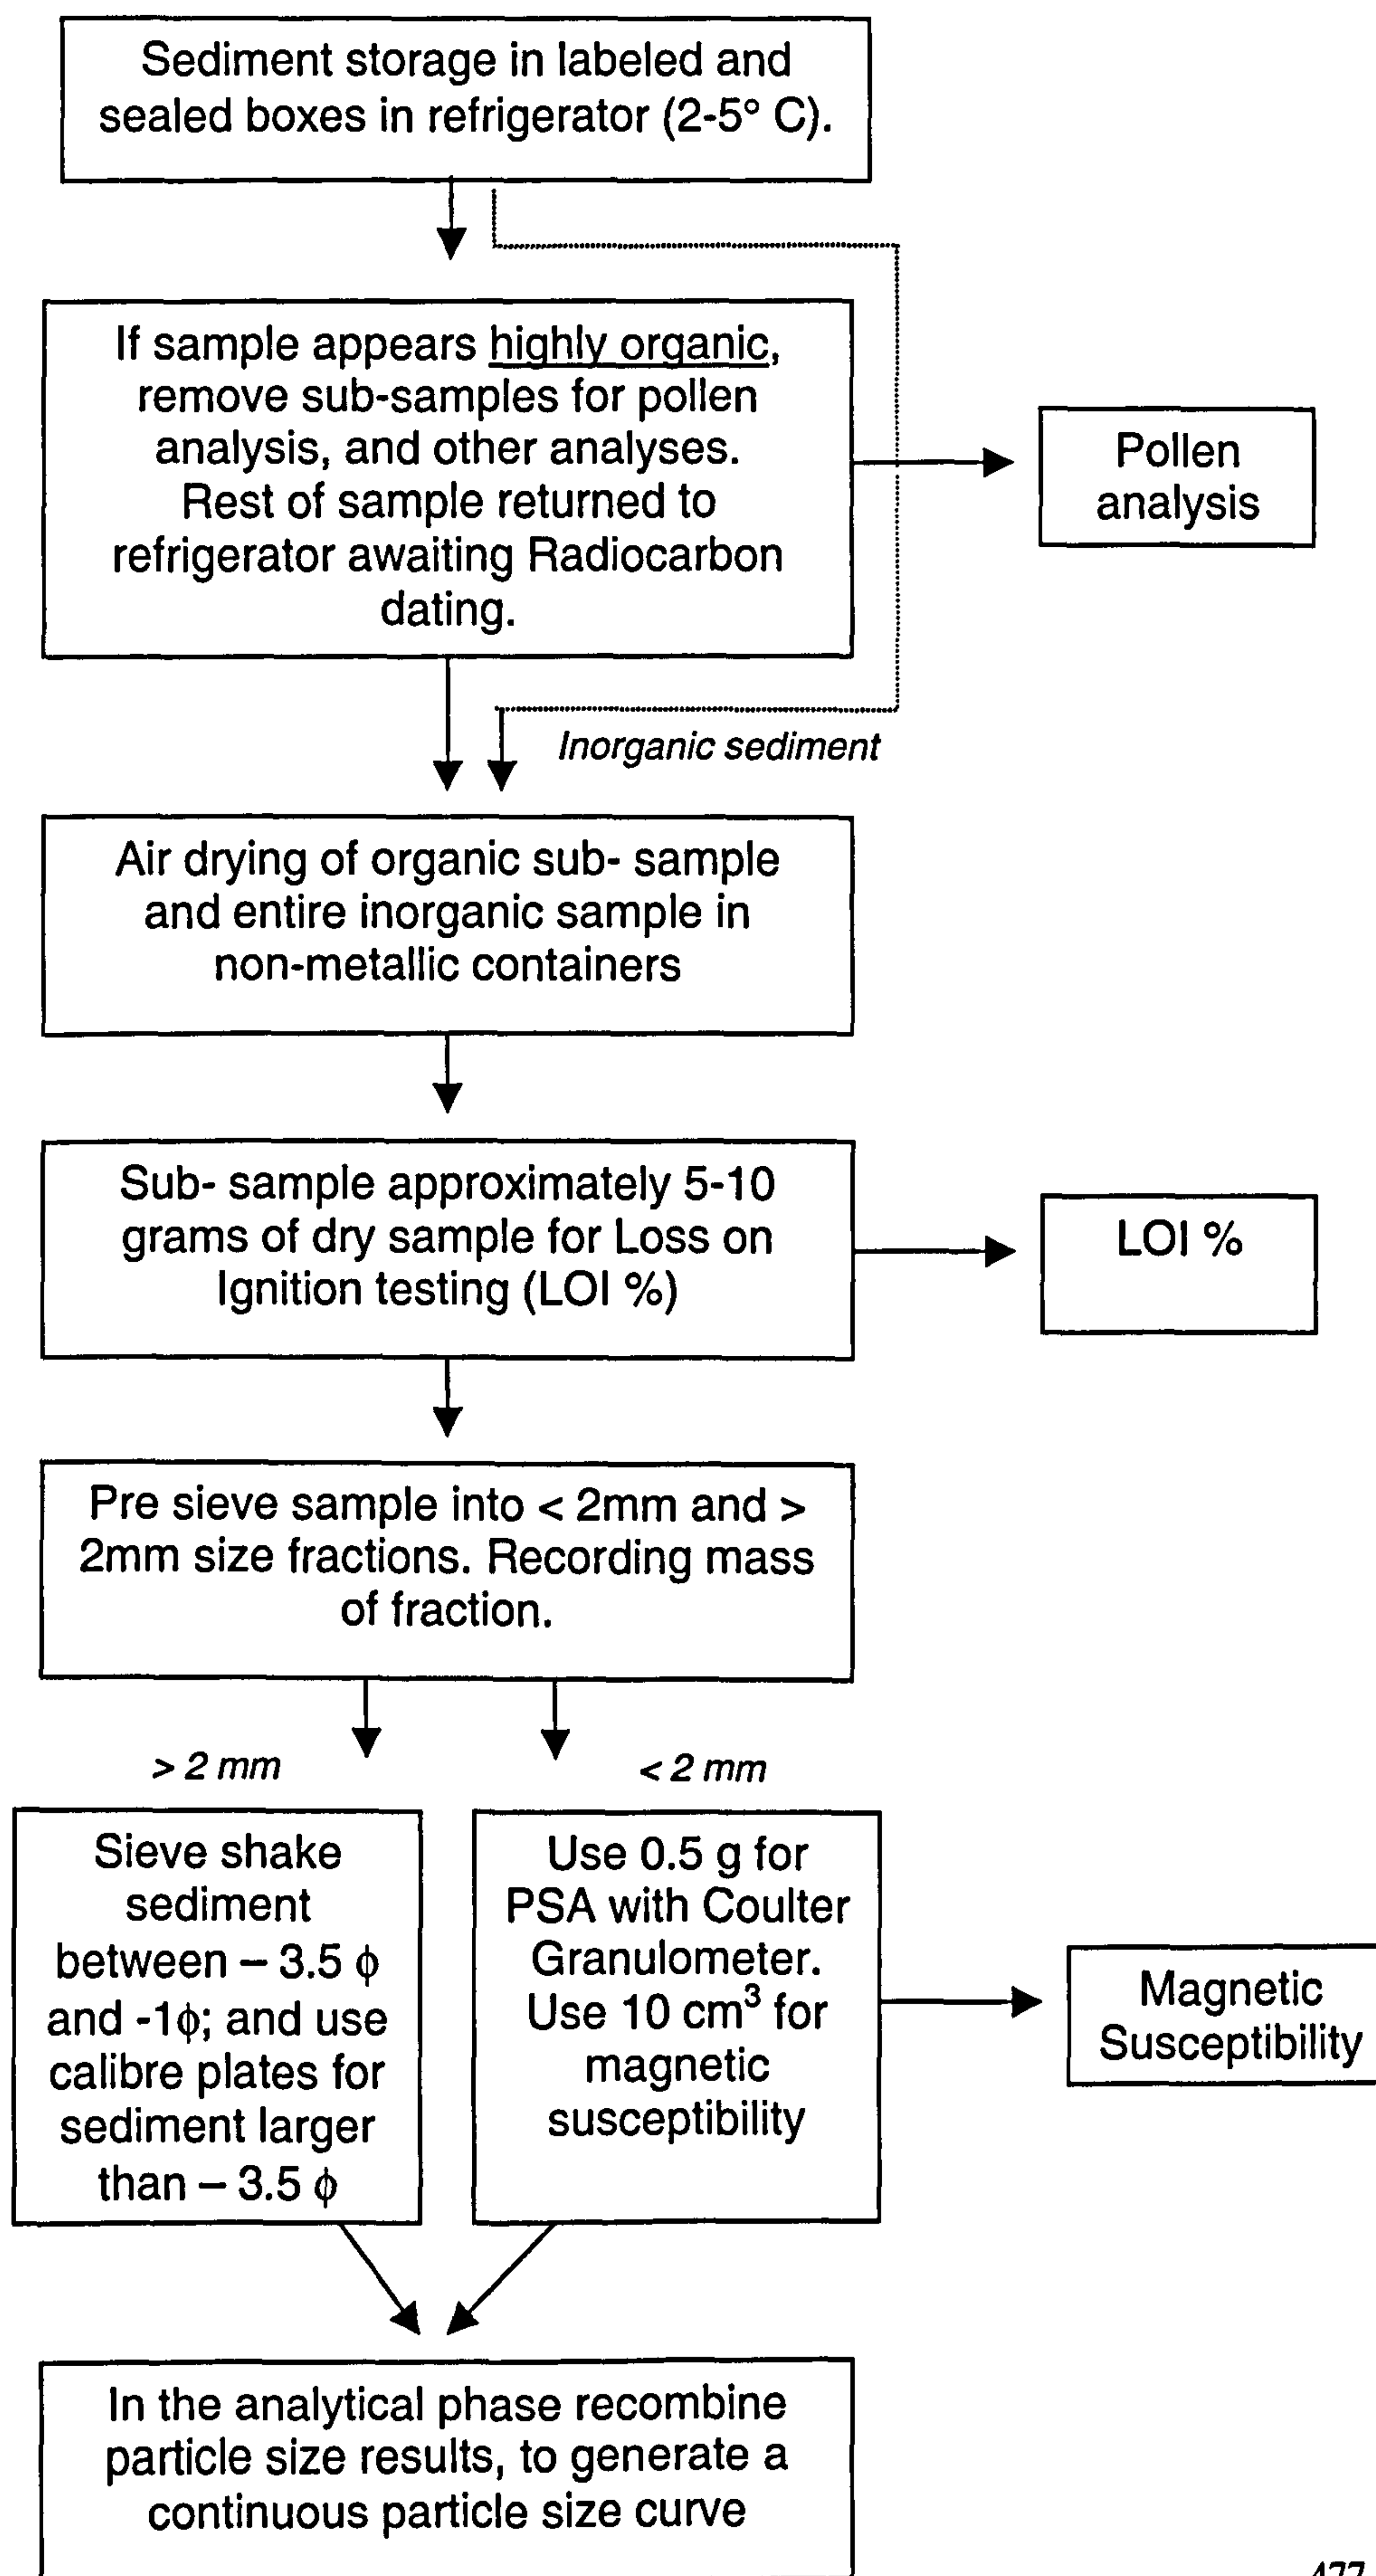 Sediment storage in labeled and
sealed boxes in refrigerator (2-5° C).
If sample appears highly organic,
remove sub-samples for pollen
analysis, and other analyses.
Rest of sample returned to
refrigerator awaiting Radiocarbon
dating.
Pollen
analysis
Inorganic sediment
Air drying of organic sub- sample
and entire inorganic sample in
non-metallic containers
Sub- sample approximately 5-10
grams of dry sample for Loss on
Ignition testing (LOI %)
LOI %
Pre sieve sample into < 2mm and >
2mm size fractions. Recording mass
of fraction.
> 2 mm
< 2 mm
Sieve shake
sediment
between – 3.5 ϕ
and -1ϕ; and use
calibre plates for
sediment larger
than – 3.5 ϕ
Use 0.5 g for
PSA with Coulter
Granulometer.
Use 10 cm³ for
magnetic
susceptibility
Magnetic
Susceptibility
In the analytical phase recombine
particle size results, to generate a
continuous particle size curve
477